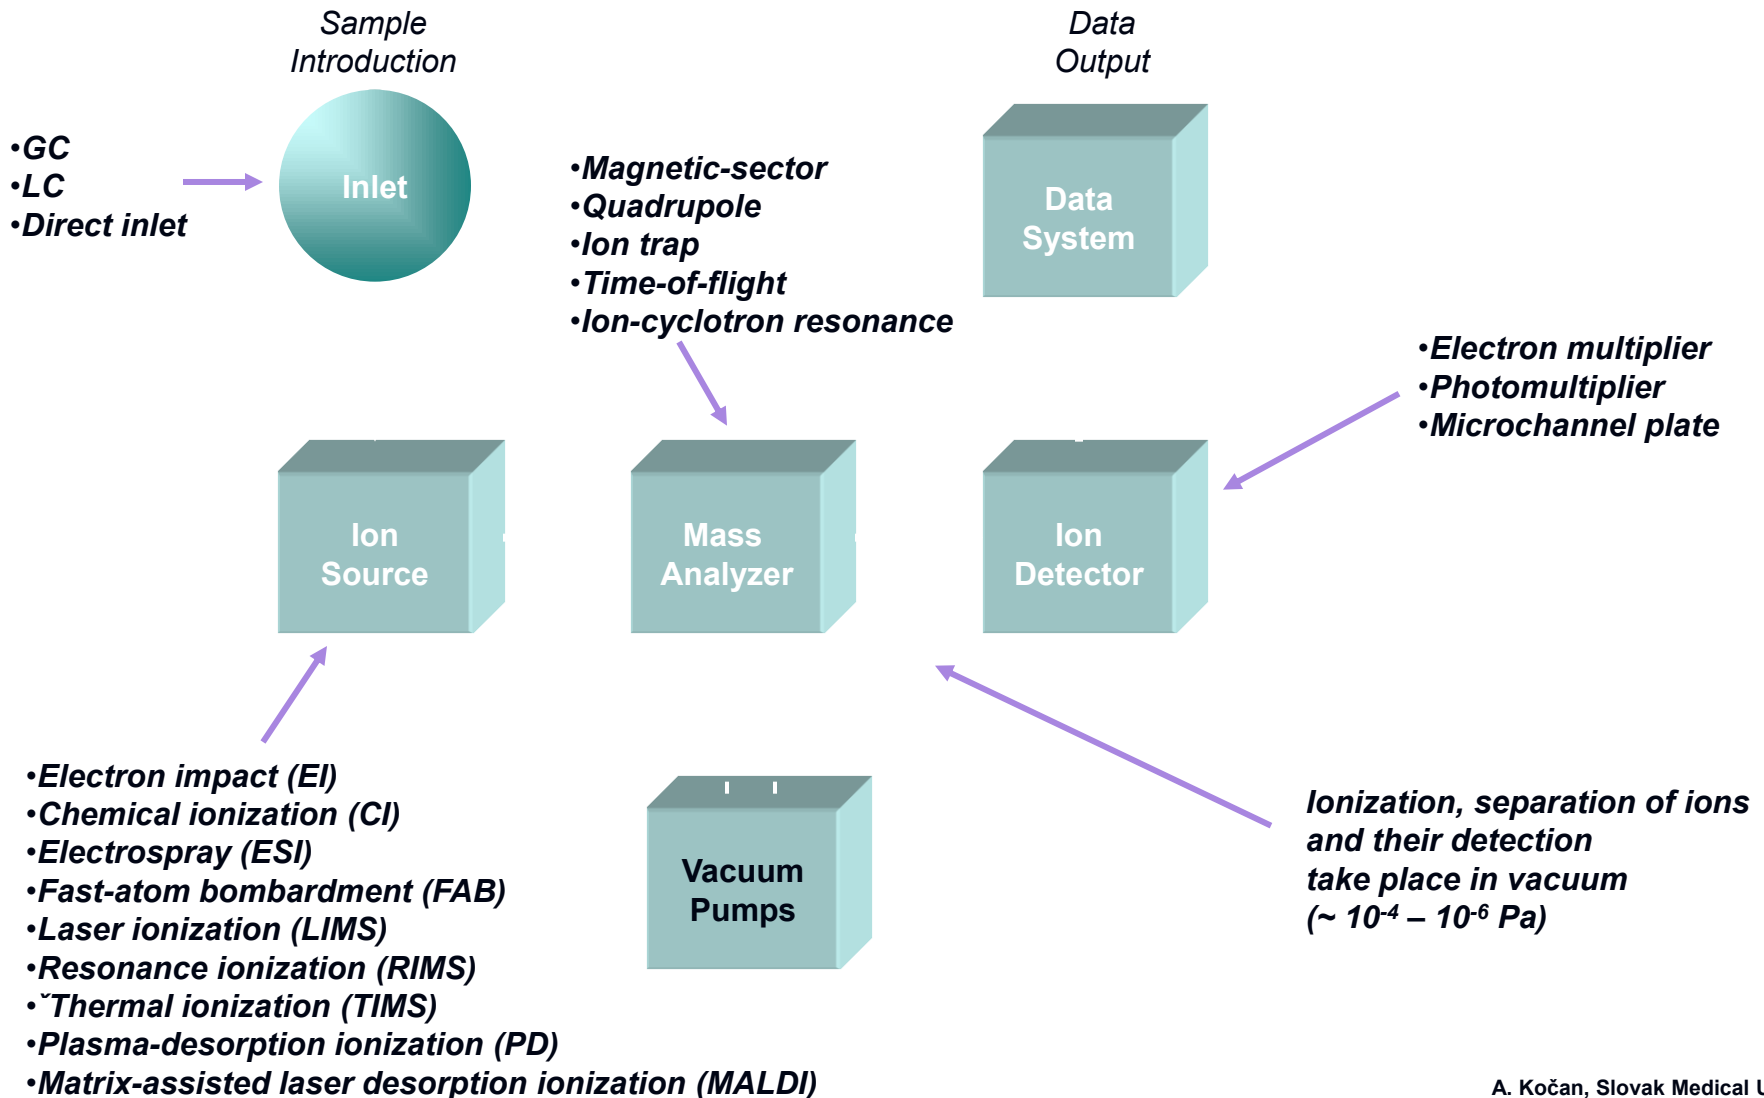 Sample
Introduction
Data
Output
•GC
•LC
•Direct inlet
Inlet
•Magnetic-sector
•Quadrupole
•Ion trap
•Time-of-flight
•Ion-cyclotron resonance
Data
System
•Electron multiplier
•Photomultiplier
•Microchannel plate
Ion
Source
Mass
Analyzer
Ion
Detector
•Electron impact (EI)
•Chemical ionization (CI)
•Electrospray (ESI)
•Fast-atom bombardment (FAB)
•Laser ionization (LIMS)
•Resonance ionization (RIMS)
•ˇThermal ionization (TIMS)
•Plasma-desorption ionization (PD)
•Matrix-assisted laser desorption ionization (MALDI)
Vacuum
Pumps
Ionization, separation of ions
and their detection
take place in vacuum
(~ 10⁻⁴ – 10⁻⁶ Pa)
A. Kočan, Slovak Medical U